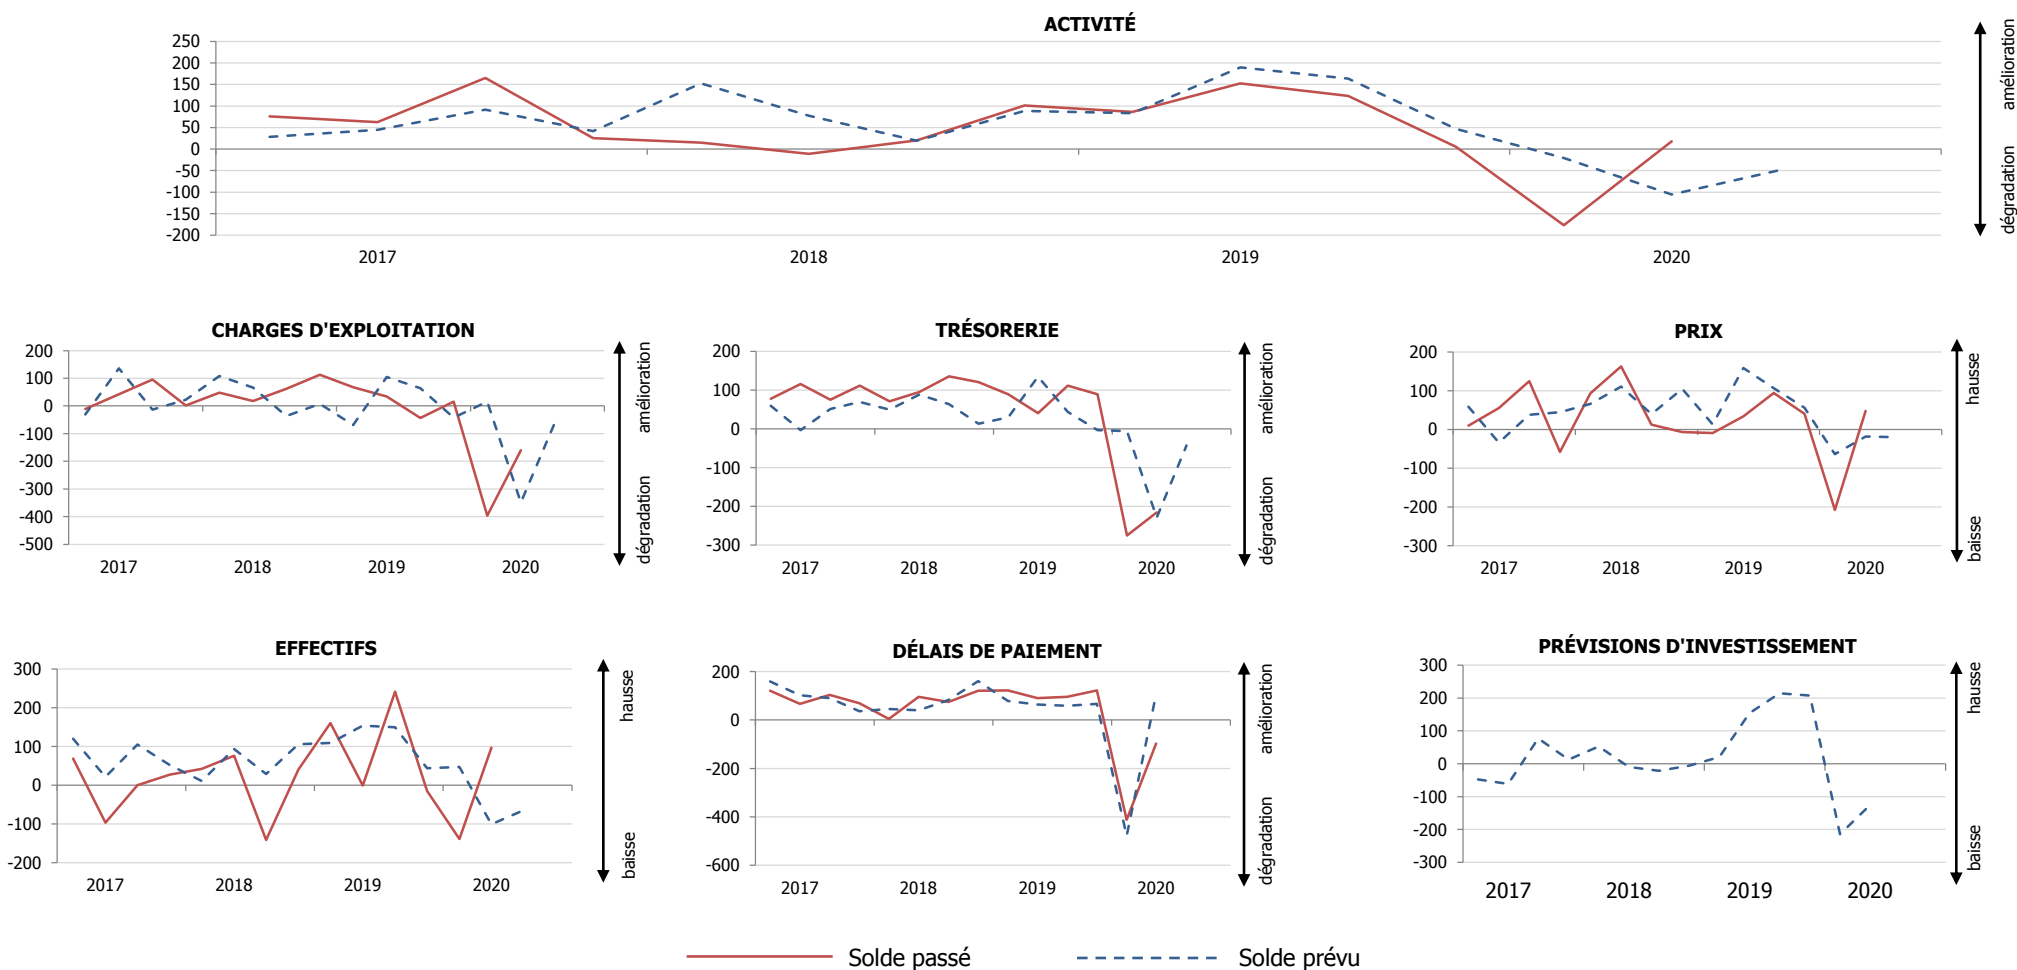 ACTIVITÉ
250
200
150
100
50
0
-50
-100
-150
-200
2017 2018 2019 2020
amélioration
dégradation
CHARGES D'EXPLOITATION
200
100
0
-100
-200
-300
-400
-500
2017 2018 2019 2020
amélioration
dégradation
TRÉSORERIE
200
100
0
-100
-200
-300
2017 2018 2019 2020
amélioration
dégradation
PRIX
200
100
0
-100
-200
-300
2017 2018 2019 2020
hausse
baisse
EFFECTIFS
300
200
100
0
-100
-200
2017 2018 2019 2020
hausse
baisse
DÉLAIS DE PAIEMENT
200
0
-200
-400
-600
2017 2018 2019 2020
amélioration
dégradation
PRÉVISIONS D'INVESTISSEMENT
300
200
100
0
-100
-200
-300
2017 2018 2019 2020
hausse
baisse
Solde passé
Solde prévu